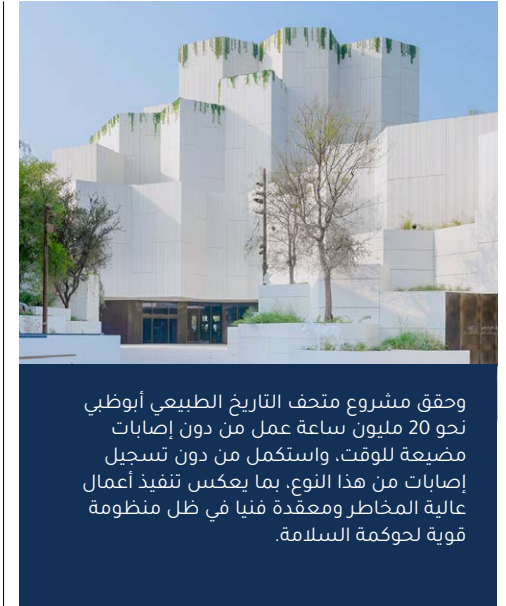 وحقق مشروع متحف التاريخ الطبيعي أبوظبي
نحو 20 مليون ساعة عمل من دون إصابات
مضيعة للوقت، واستكمل من دون تسجيل
إصابات من هذا النوع، بما يعكس تنفيذ أعمال
عالية المخاطر ومعقدة فنيا في ظل منظومة
قوية لحوكمة السلامة.